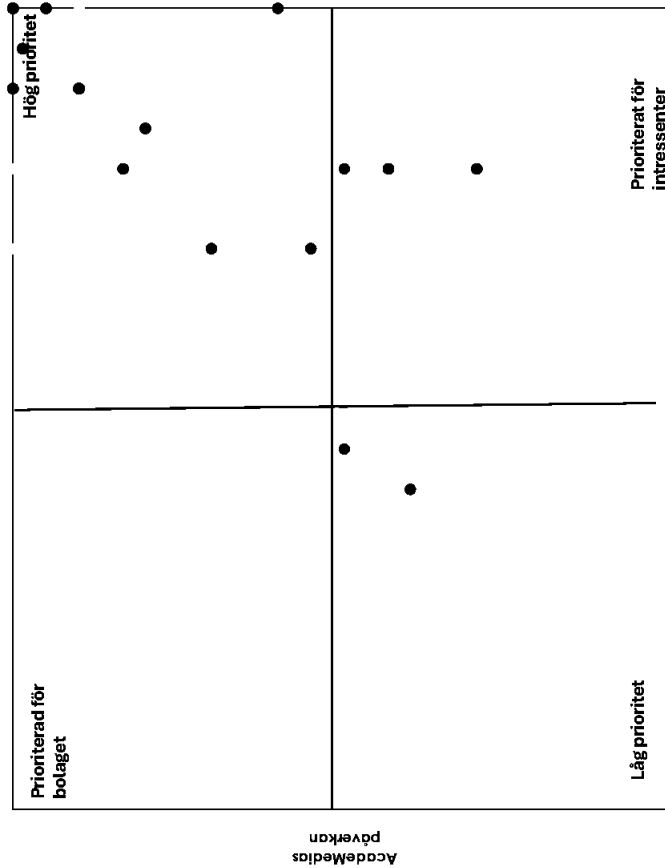 Prioriterad för
bolaget
Hög prioritet
AcadeMedias
påverkan
Låg prioritet
Prioriterat för
intressenter